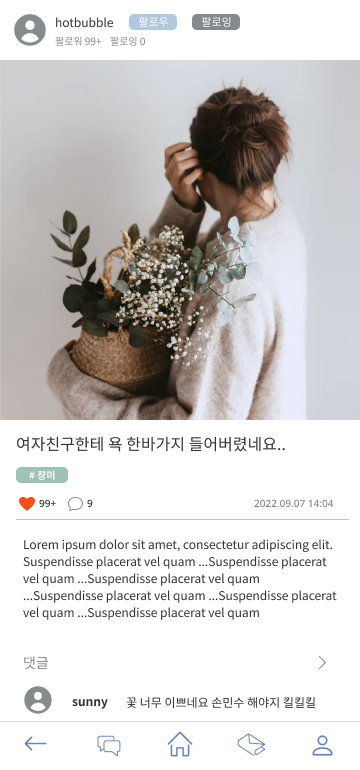 hotbubble 팔로우 팔로잉
팔로워 99+ 팔로잉 0
여자친구한테 욕 한바가지 들어버렸네요..
# 장미
99+ 9 2022.09.07 14:04
Lorem ipsum dolor sit amet, consectetur adipiscing elit.
Suspendisse placerat vel quam ...Suspendisse placerat
vel quam ...Suspendisse placerat vel quam
...Suspendisse placerat vel quam ...Suspendisse placerat
vel quam ...Suspendisse placerat vel quam
댓글
sunny 꽃 너무 이쁘네요 손민수 해야지 킬킬킬